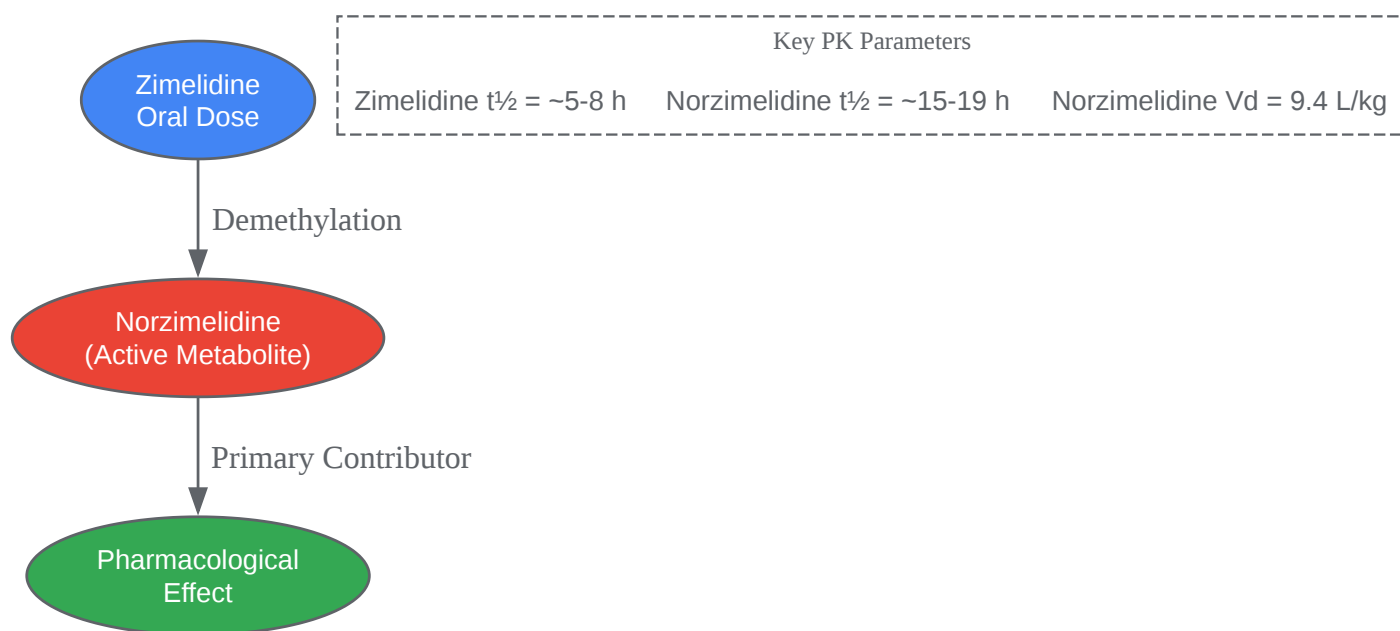 Key PK Parameters
Zimelidine
Oral Dose
Zimelidine t½ = ~5-8 h
Norzimelidine t½ = ~15-19 h
Norzimelidine Vd = 9.4 L/kg
Demethylation
Norzimelidine
(Active Metabolite)
Primary Contributor
Pharmacological
Effect